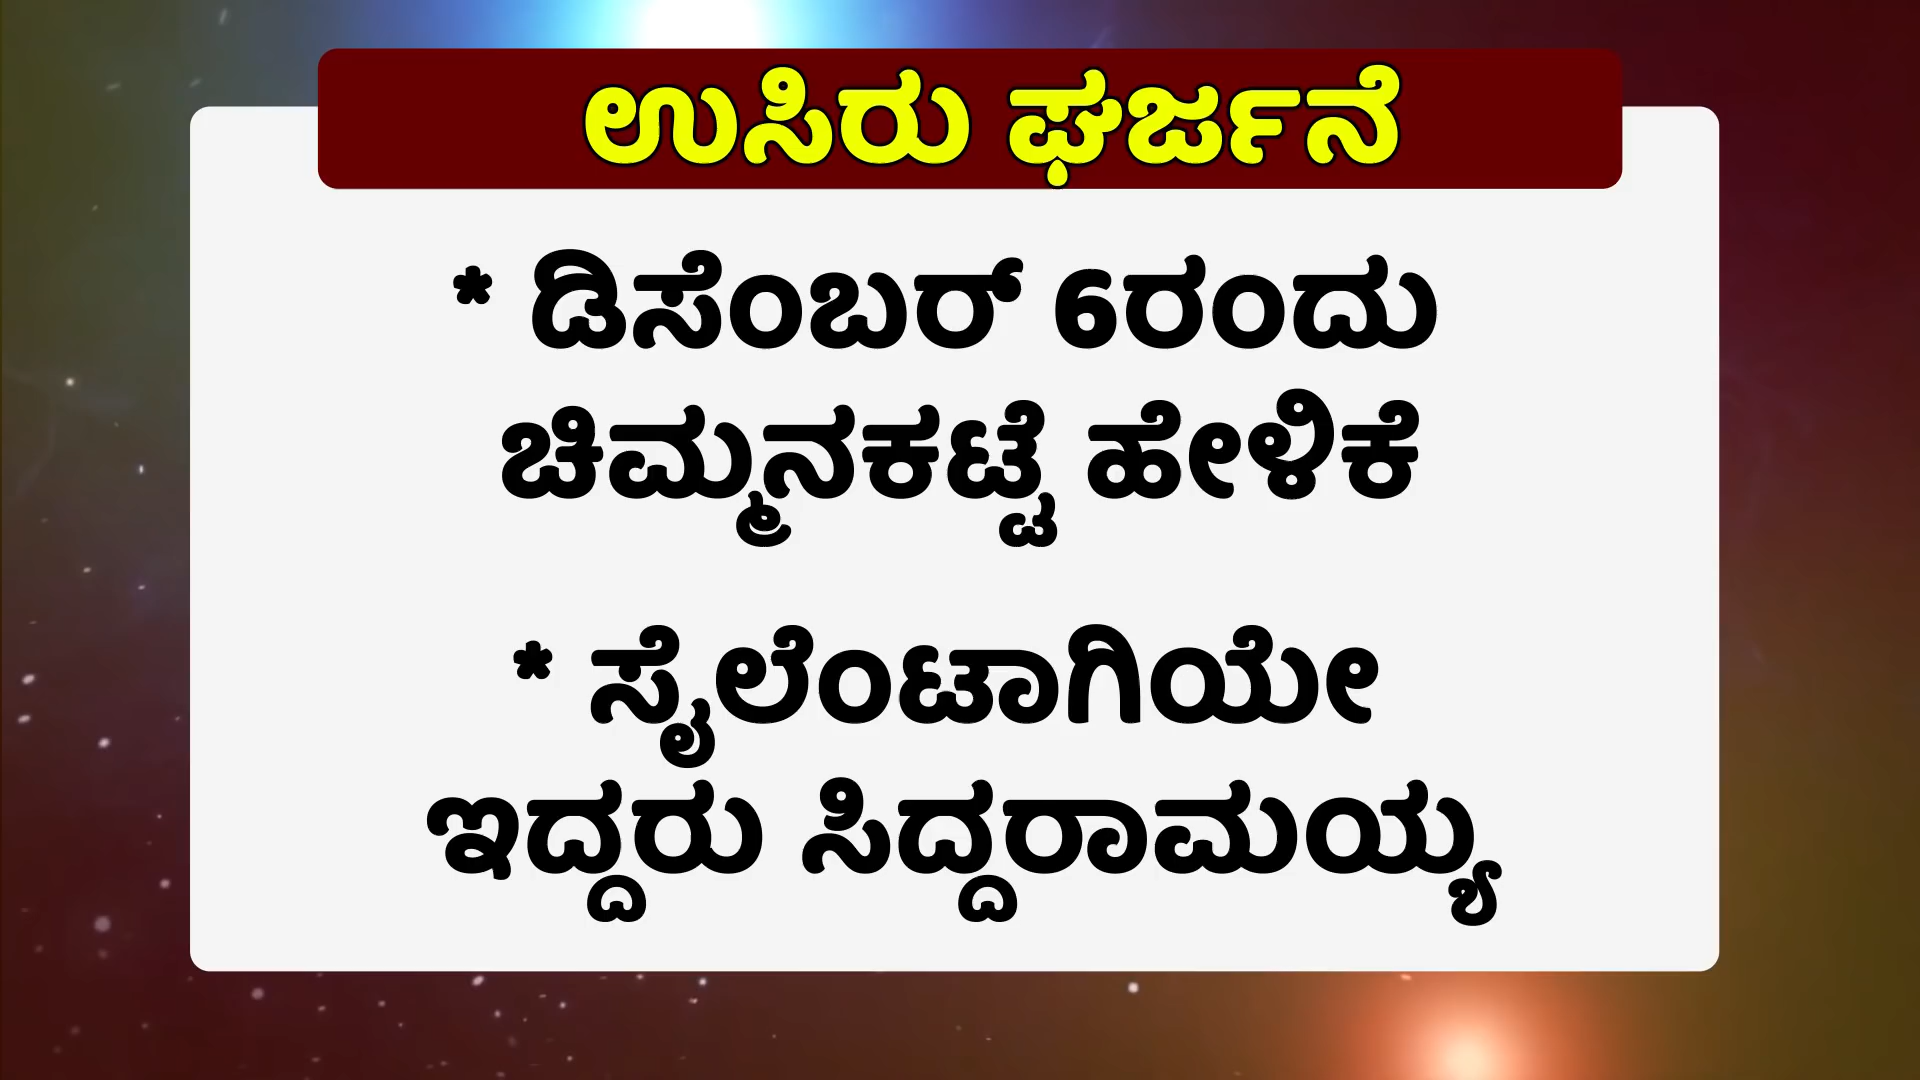 ಉಸಿರು ಘರ್ಜನೆ
* ಡಿಸೆಂಬರ್ 6ರಂದು
ಚಿಮ್ಮನಕಟ್ಟೆ ಹೇಳಿಕೆ
* ಸೈಲೆಂಟಾಗಿಯೇ
ಇದ್ದರು ಸಿದ್ದರಾಮಯ್ಯ